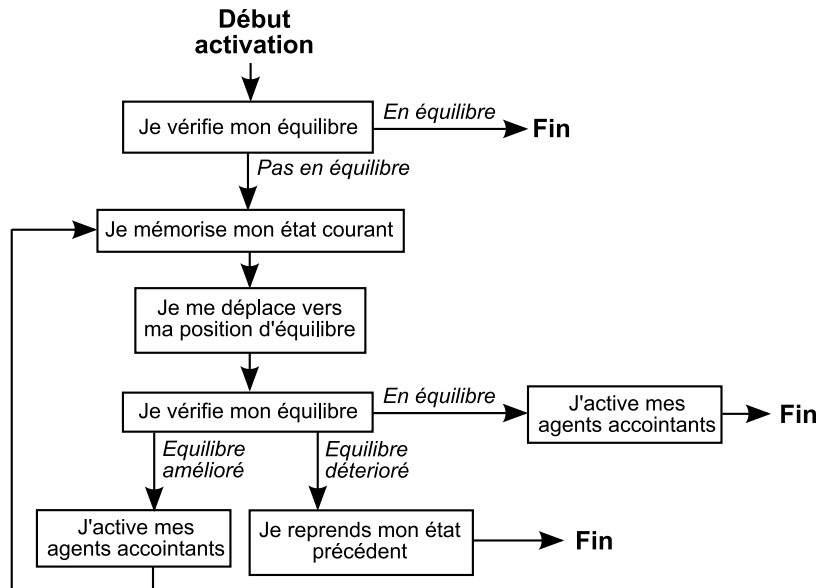 Début
activation
Je vérifie mon équilibre
En équilibre
Fin
Pas en équilibre
Je mémorise mon état courant
Je me déplace vers
ma position d'équilibre
Je vérifie mon équilibre
En équilibre
J'active mes
agents accointants
Fin
Equilibre
amélioré
Equilibre
déterioré
J'active mes
agents accointants
Je reprends mon état
précédent
Fin